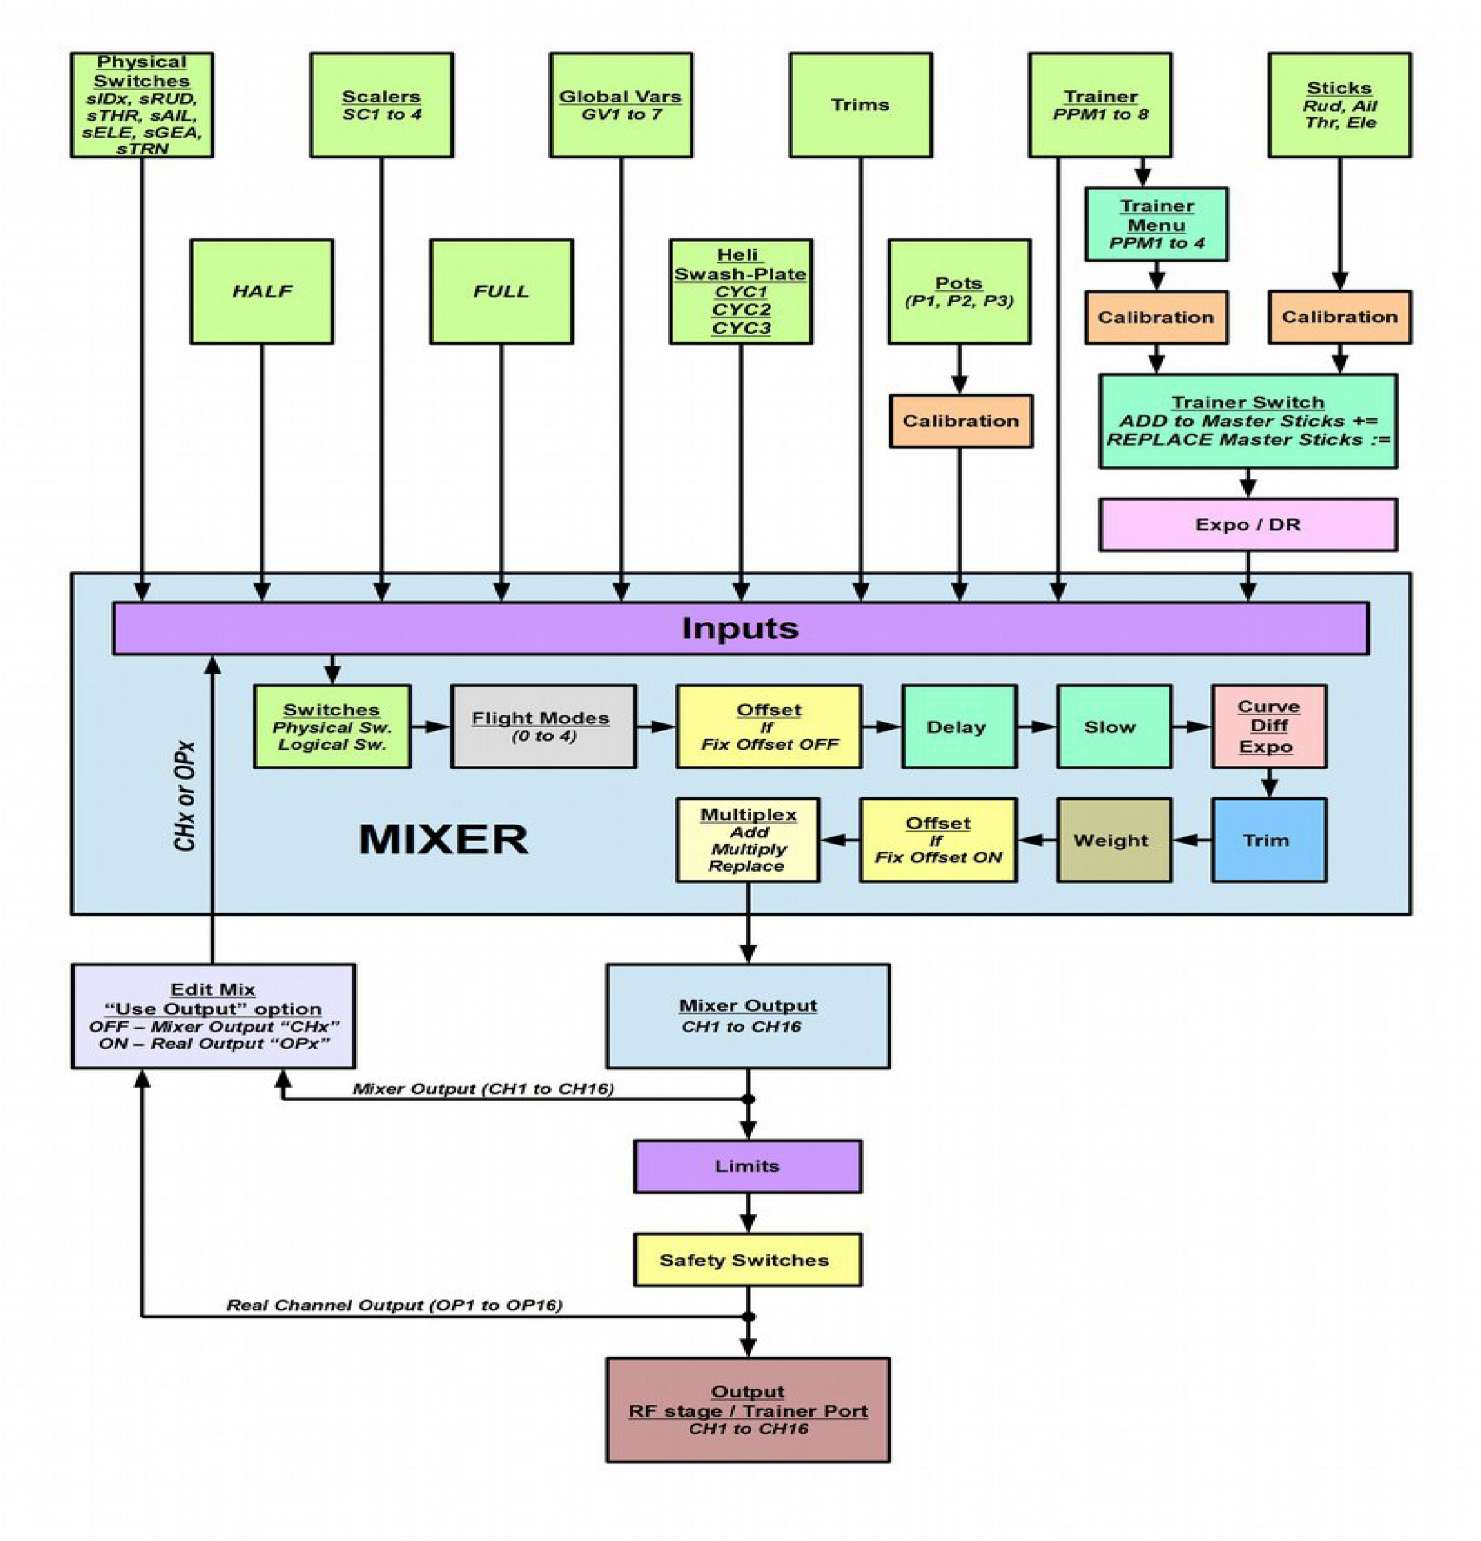 Physical
Switches
sIDx, sRUD,
sTHR, sAIL,
sELE, sGEA,
sTRN
Scalers
SC1 to 4
Global Vars
GV1 to 7
Trims
Trainer
PPM1 to 8
Sticks
Rud, Ail
Thr, Ele
Trainer
Menu
PPM1 to 4
HALF
FULL
Heli
Swash-Plate
CYC1
CYC2
CYC3
Pots
(P1, P2, P3)
Calibration
Calibration
Calibration
Trainer Switch
ADD to Master Sticks +=
REPLACE Master Sticks :=
Expo / DR
Inputs
Switches
Physical Sw.
Logical Sw.
Flight Modes
(0 to 4)
Offset
If
Fix Offset OFF
Delay
Slow
Curve
Diff
Expo
CHx or OPx
MIXER
Multiplex
Add
Multiply
Replace
Offset
If
Fix Offset ON
Weight
Trim
Edit Mix
“Use Output” option
OFF – Mixer Output “CHx”
ON – Real Output “OPx”
Mixer Output
CH1 to CH16
Mixer Output (CH1 to CH16)
Limits
Safety Switches
Real Channel Output (OP1 to OP16)
Output
RF stage / Trainer Port
CH1 to CH16